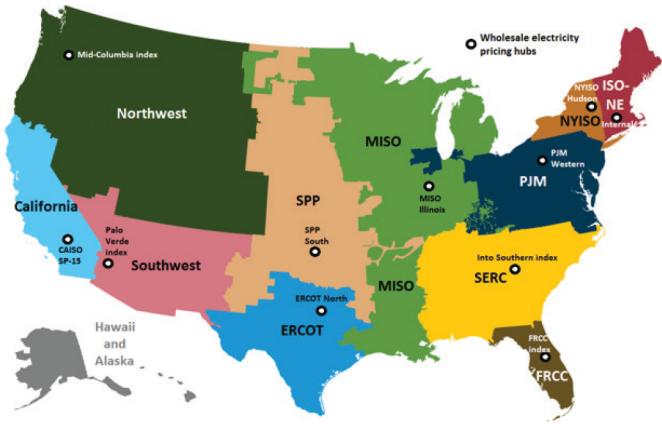 Wholesale electricity
pricing hubs
Mid-Columbia index
Northwest
MISO
NYISO
Hudson
ISO-
NE
Internal
NYISO
PJM
Western
PJM
MISO
Illinois
California
CAISO
SP-15
Palo
Verde
index
Southwest
SPP
SPP
South
MISO
Into Southern index
SERC
ERCOT North
ERCOT
FRCC
index
FRCC
Hawaii
and
Alaska